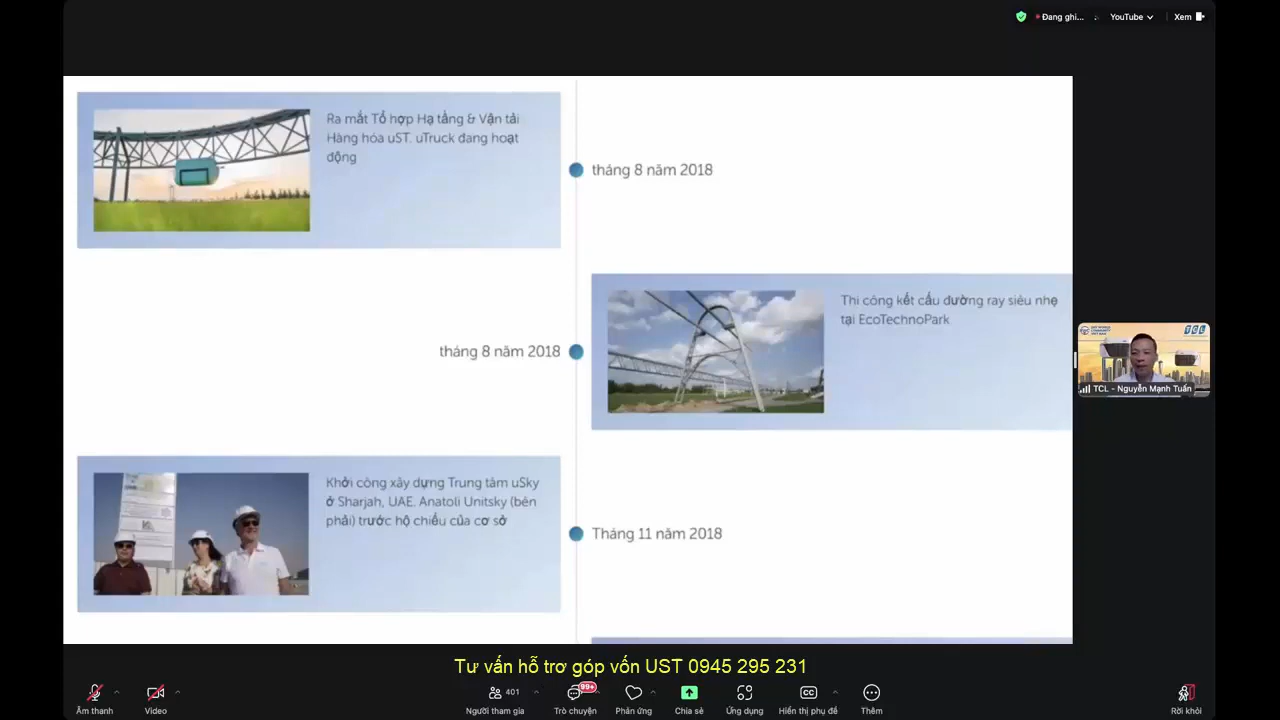 Đang ghi...
YouTube
Xem
Ra mắt Tổ hợp Hạ tầng & Vận tải
Hàng hóa uST. uTruck đang hoạt
động
tháng 8 năm 2018
Thi công kết cấu đường ray siêu nhẹ
tại EcoTechnoPark
tháng 8 năm 2018
Khởi công xây dựng Trung tâm uSky
ở Sharjah, UAE. Anatoli Unitsky (bên
phải) trước hộ chiếu của cơ sở
Tháng 11 năm 2018
TCL
TCL - Nguyễn Mạnh Tuấn
Tư vấn hỗ trơ góp vốn UST 0945 295 231
Âm thanh
Video
401
Người tham gia
99+
Trò chuyện
Phản ứng
Chia sẻ
Ứng dụng
CC
Hiển thị phụ đề
Thêm
Rời khỏi